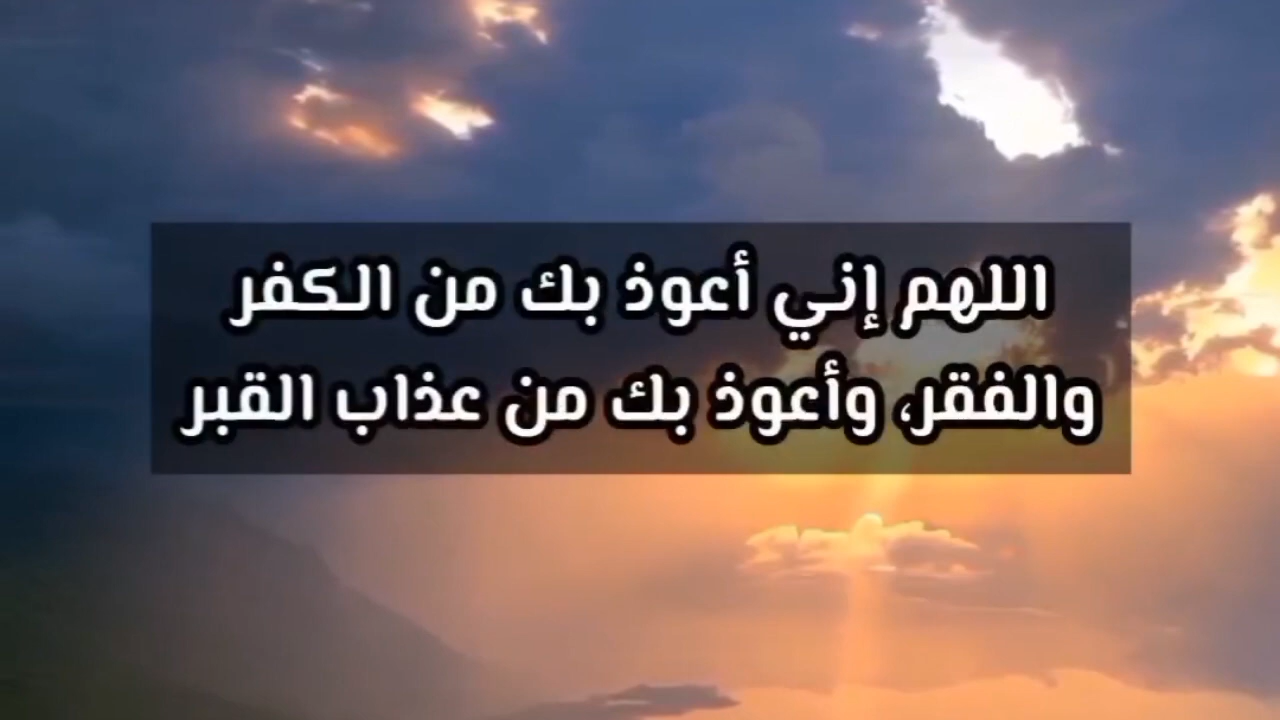 اللهم إني أعوذ بك من الكفر
والفقر، وأعوذ بك من عذاب القبر